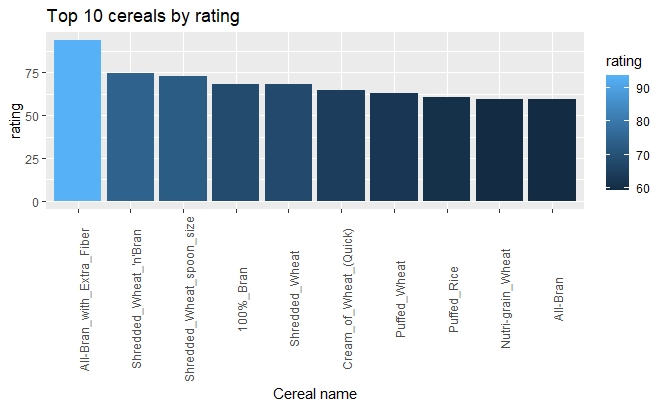 Top 10 cereals by rating
rating
75
50
25
0
All-Bran_with_Extra_Fiber
Shredded_Wheat_'n'Bran
Shredded_Wheat_spoon_size
100%_Bran
Shredded_Wheat
Cream_of_Wheat_(Quick)
Puffed_Wheat
Puffed_Rice
Nutri-grain_Wheat
All-Bran
Cereal name
rating
90
80
70
60